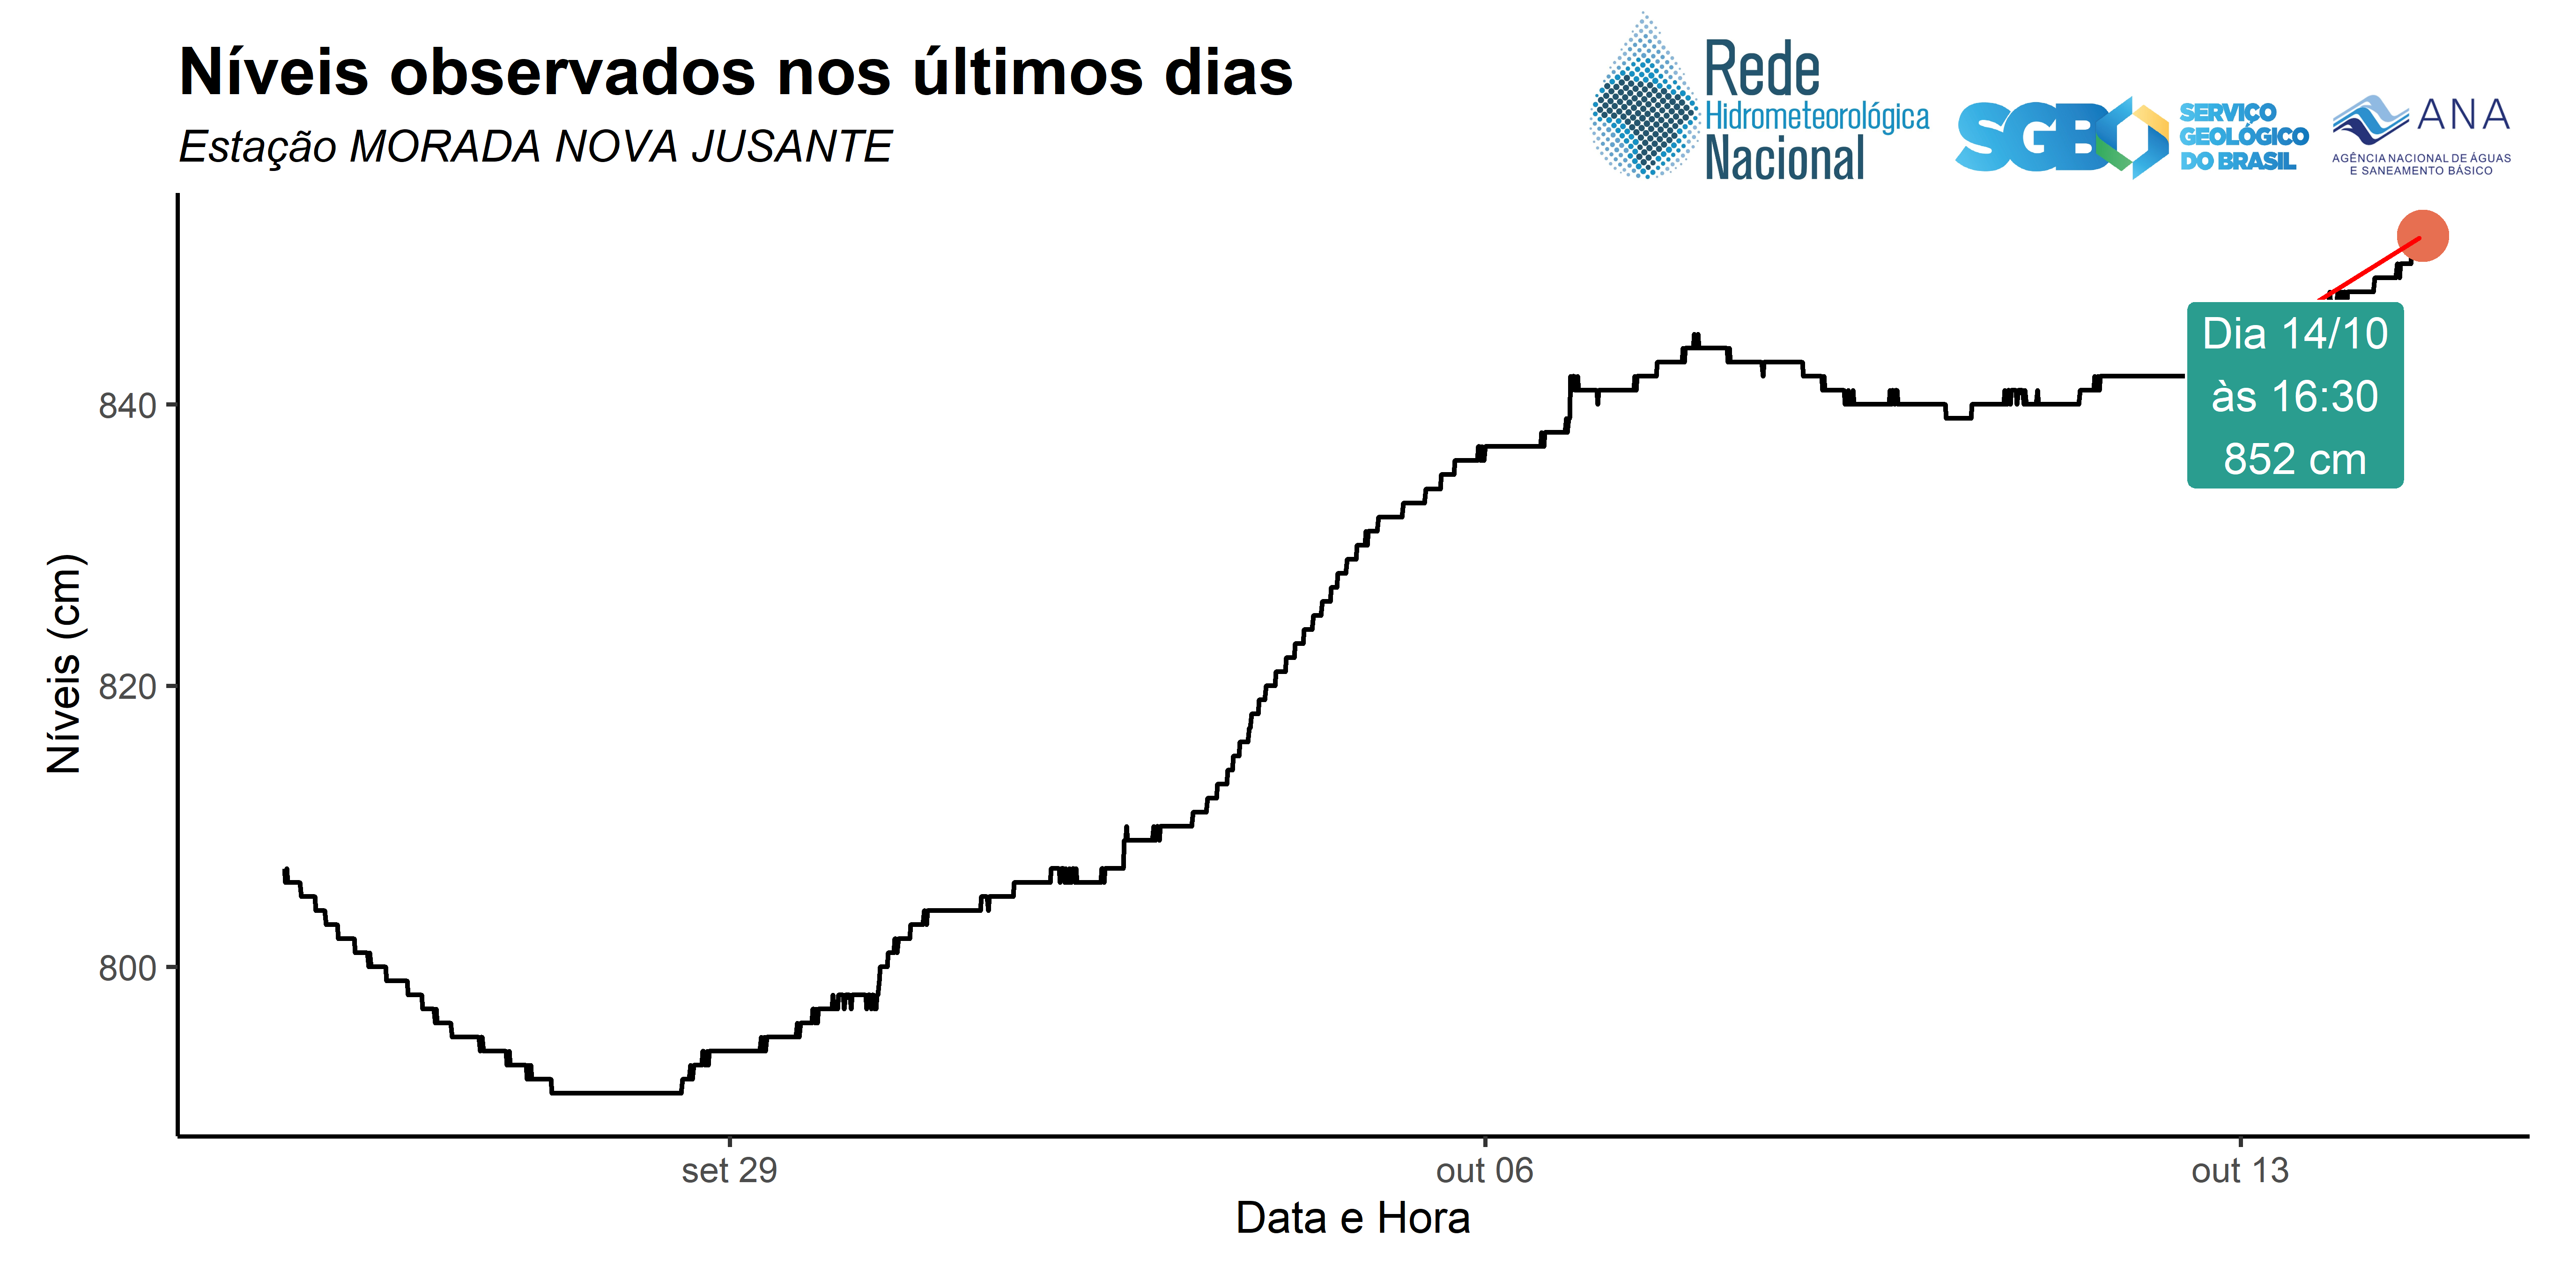 Níveis observados nos últimos dias
Estação MORADA NOVA JUSANTE
Rede
Hidrometeorológica
Nacional
SGB
SERVIÇO
GEOLÓGICO
DO BRASIL
ANA
AGÊNCIA NACIONAL DE ÁGUAS
E SANEAMENTO BÁSICO
Dia 14/10
às 16:30
852 cm
Níveis (cm)
840
820
800
set 29
out 06
out 13
Data e Hora